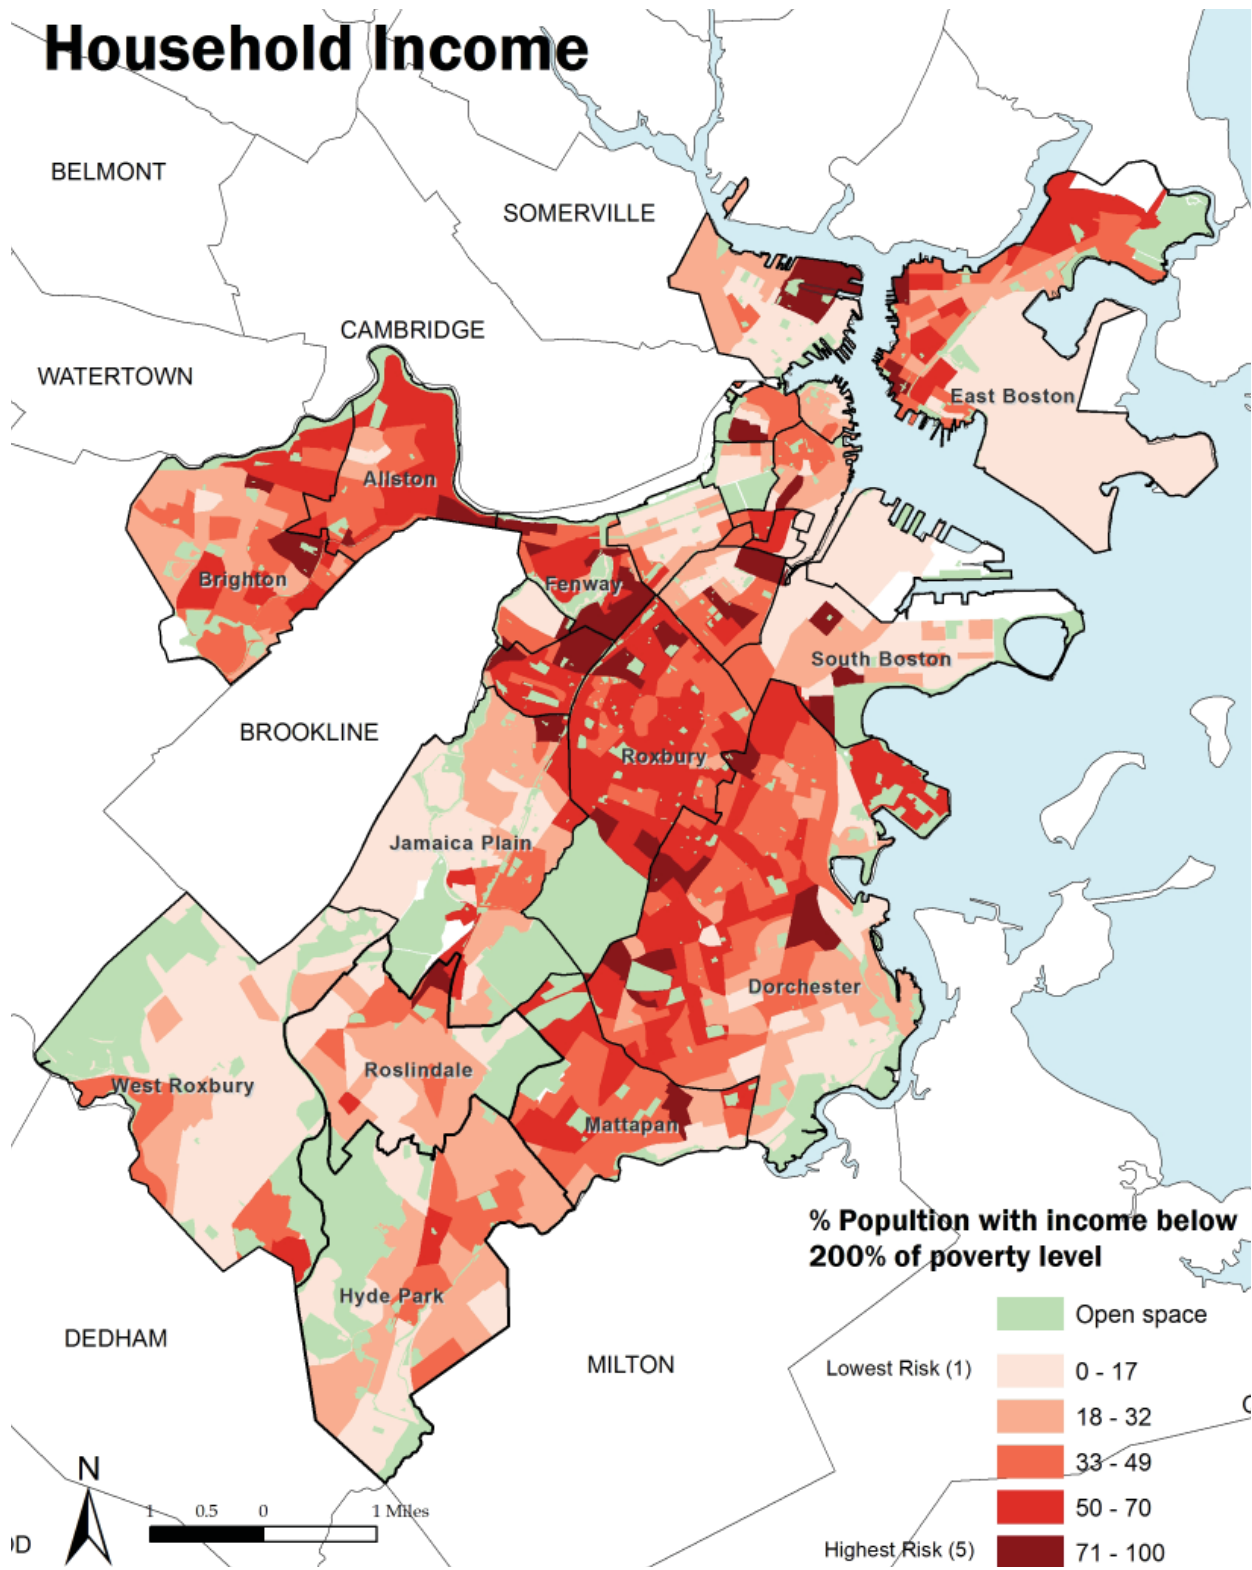 Household Income
BELMONT
SOMERVILLE
CAMBRIDGE
WATERTOWN
East Boston
Allston
Brighton
Fenway
South Boston
BROOKLINE
Roxbury
Jamaica Plain
Dorchester
Roslindale
West Roxbury
Mattapan
% Popultion with income below
200% of poverty level
Hyde Park
Open space
DEDHAM
MILTON
Lowest Risk (1)
0 - 17
18 - 32
33 - 49
50 - 70
Highest Risk (5)
71 - 100
N
1 0.5 0 1 Miles